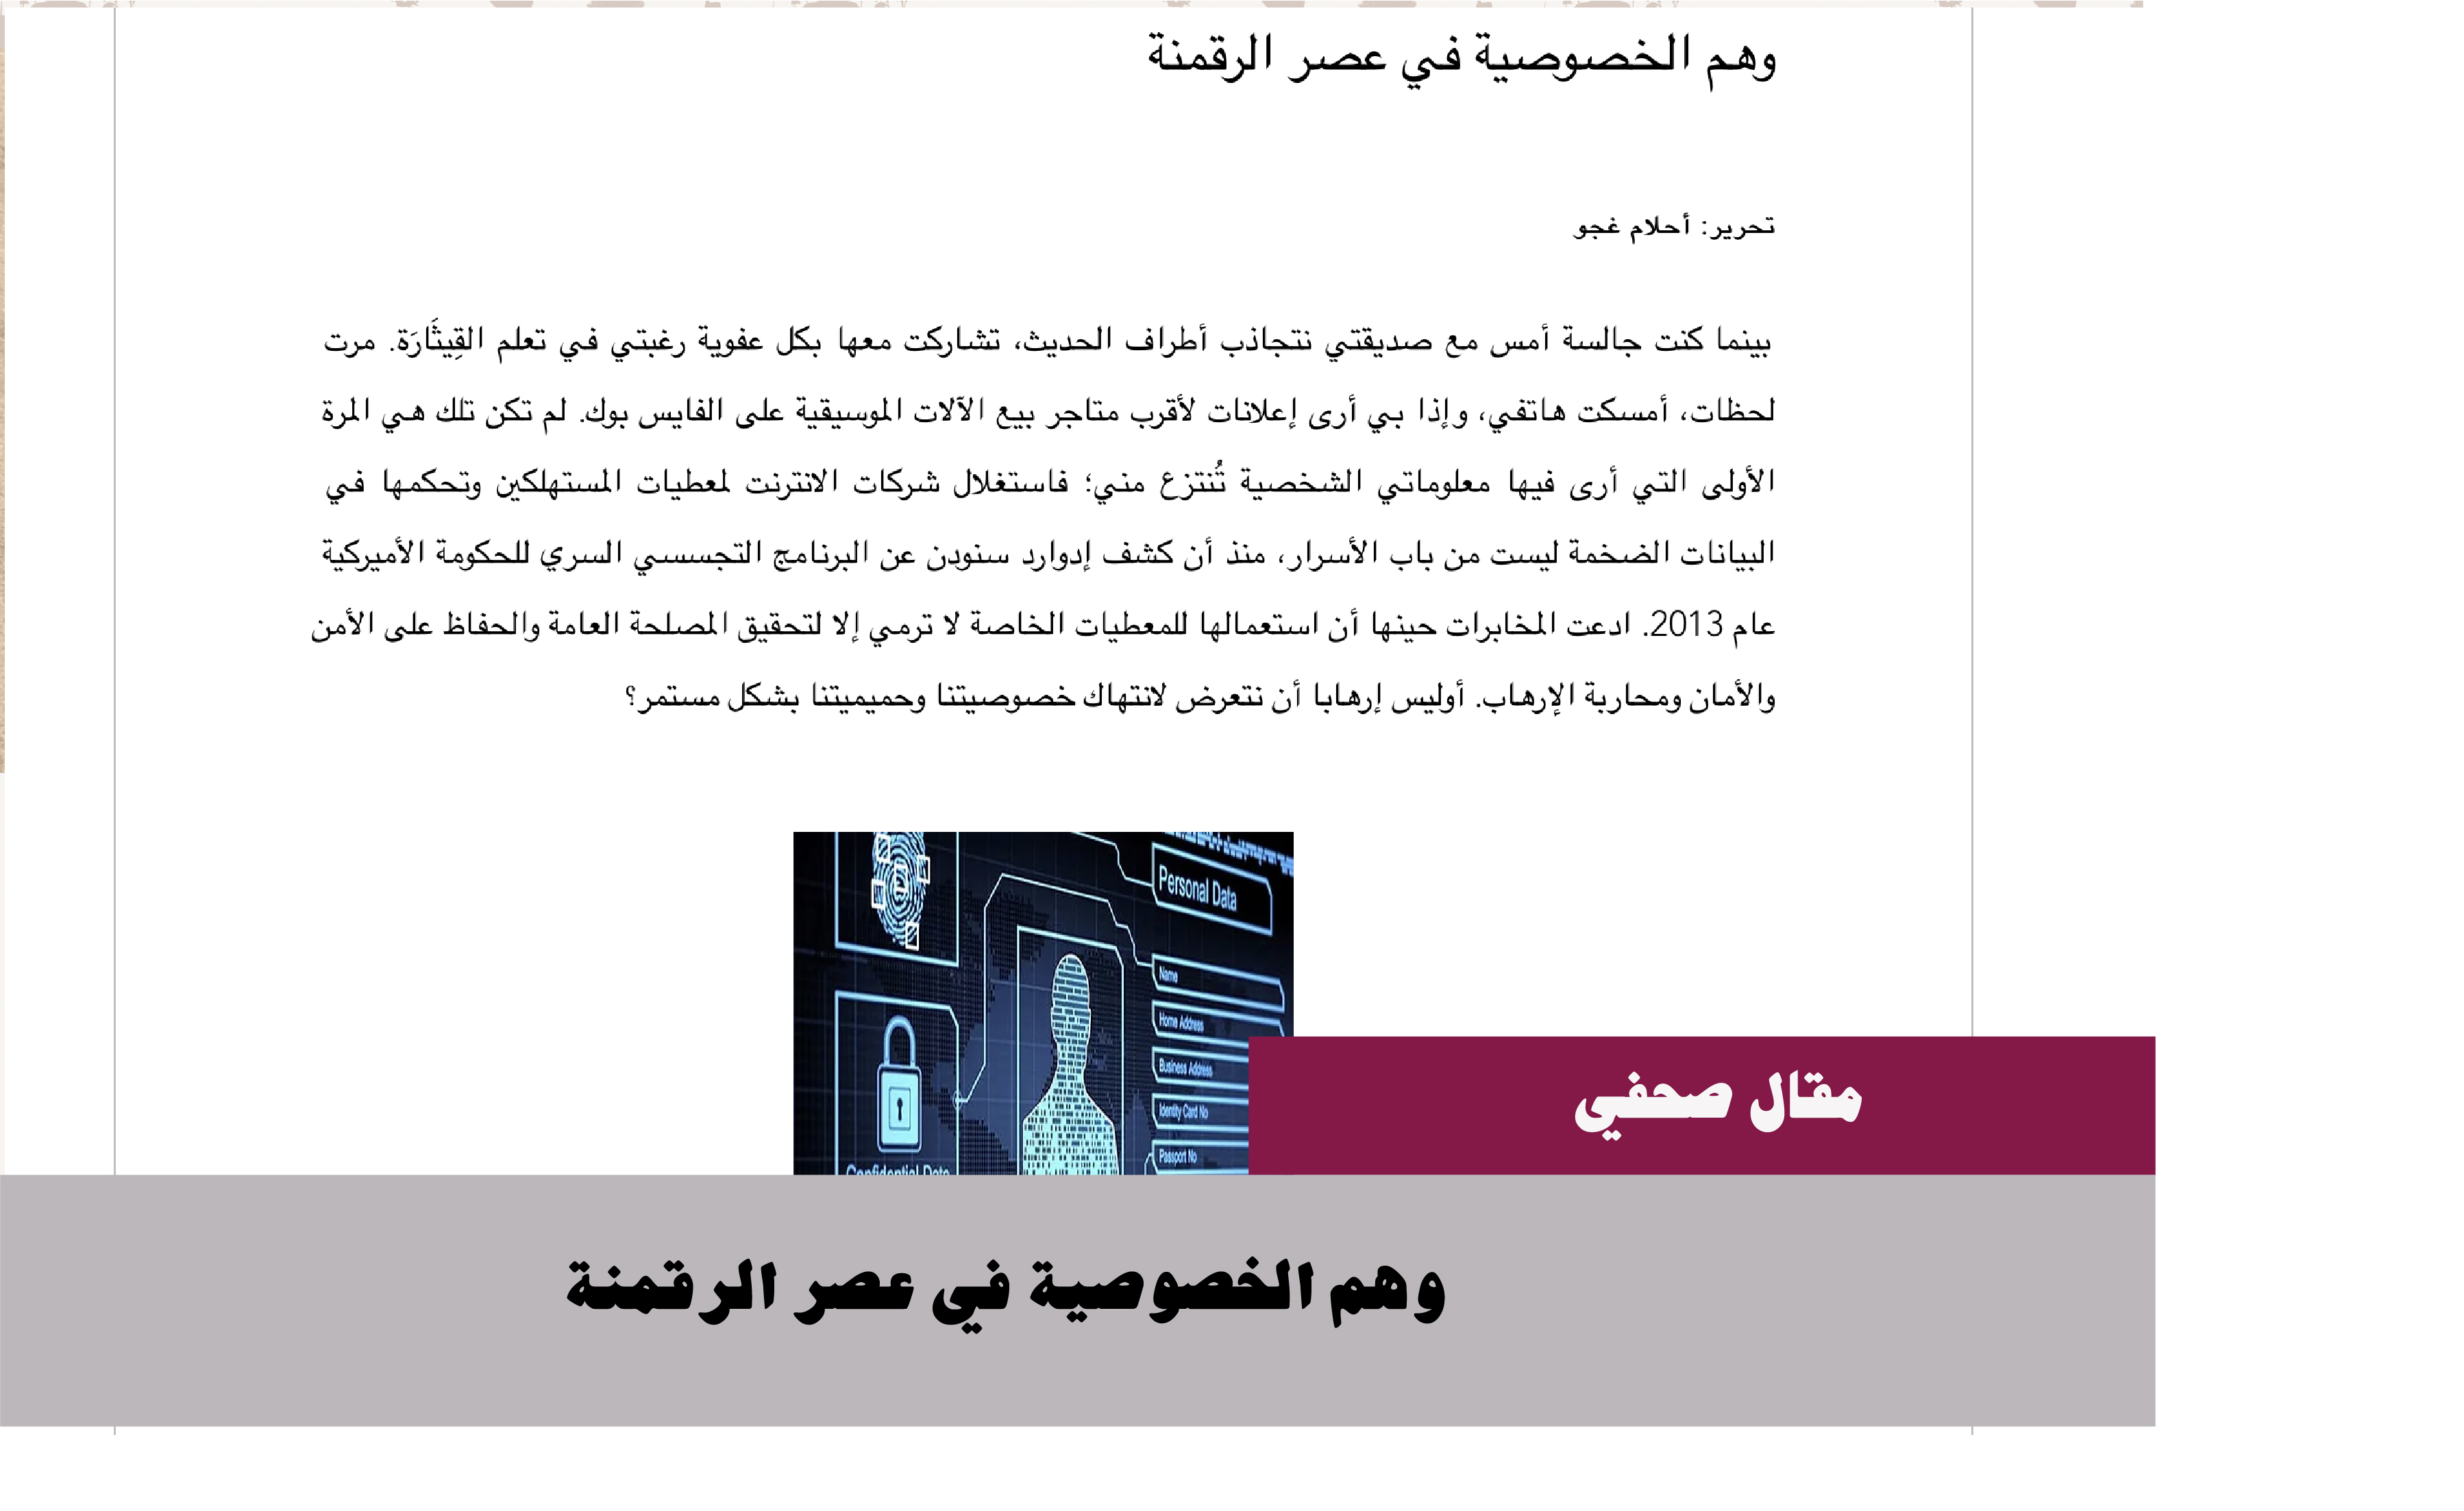 وهم الخصوصية في عصر الرقمنة
تحرير: أحلام غجو
بينما كنت جالسة أمس مع صديقتي نتجاذب أطراف الحديث، تشاركت معها بكل عفوية رغبتي في تعلم القِيثَارَة. مرت
لحظات، أمسكت هاتفي، وإذا بي أرى إعلانات لأقرب متاجر بيع الآلات الموسيقية على الفايس بوك. لم تكن تلك هي المرة
الأولى التي أرى فيها معلوماتي الشخصية تُنتزع مني؛ فاستغلال شركات الانترنت لمعطيات المستهلكين وتحكمها في
البيانات الضخمة ليست من باب الأسرار، منذ أن كشف إدوارد سنودن عن البرنامج التجسسي السري للحكومة الأميركية
عام 2013. ادعت المخابرات حينها أن استعمالها للمعطيات الخاصة لا ترمي إلا لتحقيق المصلحة العامة والحفاظ على الأمن
والأمان ومحاربة الإرهاب. أوليس إرهابا أن نتعرض لانتهاك خصوصيتنا وحميميتنا بشكل مستمر؟
Personal Data
Name
Home Address
Business Address
Identity Card No
Passport No
Confidential Data
مقال صحفي
وهم الخصوصية في عصر الرقمنة